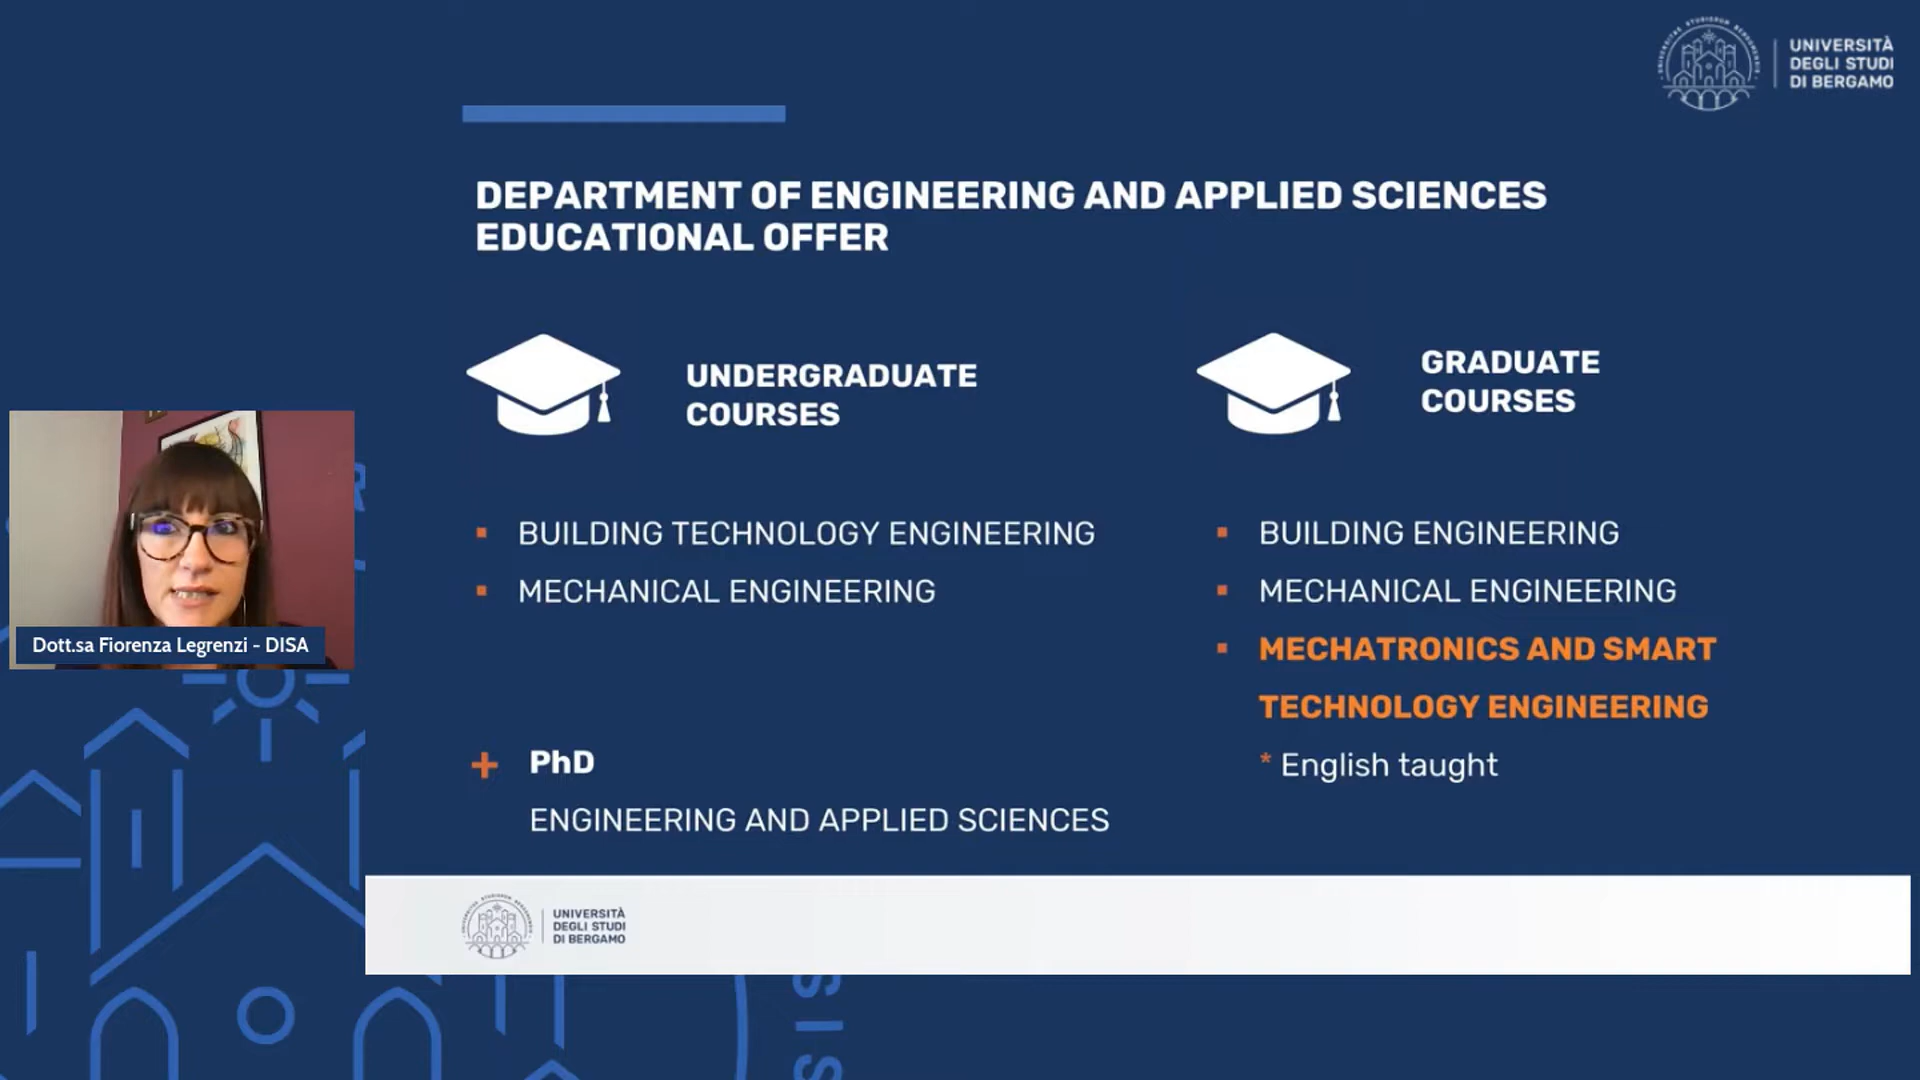 UNIVERSITÀ
DEGLI STUDI
DI BERGAMO
DEPARTMENT OF ENGINEERING AND APPLIED SCIENCES
EDUCATIONAL OFFER
UNDERGRADUATE
COURSES
▪ BUILDING TECHNOLOGY ENGINEERING
▪ MECHANICAL ENGINEERING
+ PhD
ENGINEERING AND APPLIED SCIENCES
GRADUATE
COURSES
▪ BUILDING ENGINEERING
▪ MECHANICAL ENGINEERING
▪ MECHATRONICS AND SMART
TECHNOLOGY ENGINEERING
* English taught
Dott.sa Fiorenza Legrenzi - DISA
UNIVERSITÀ
DEGLI STUDI
DI BERGAMO